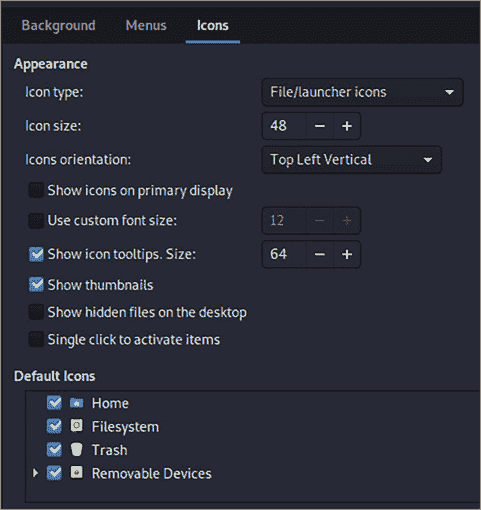 Background Menus Icons
Appearance
Icon type: File/launcher icons
Icon size: 48 − +
Icons orientation: Top Left Vertical
Show icons on primary display
Use custom font size: 12 − +
Show icon tooltips. Size: 64 − +
Show thumbnails
Show hidden files on the desktop
Single click to activate items
Default Icons
Home
Filesystem
Trash
Removable Devices